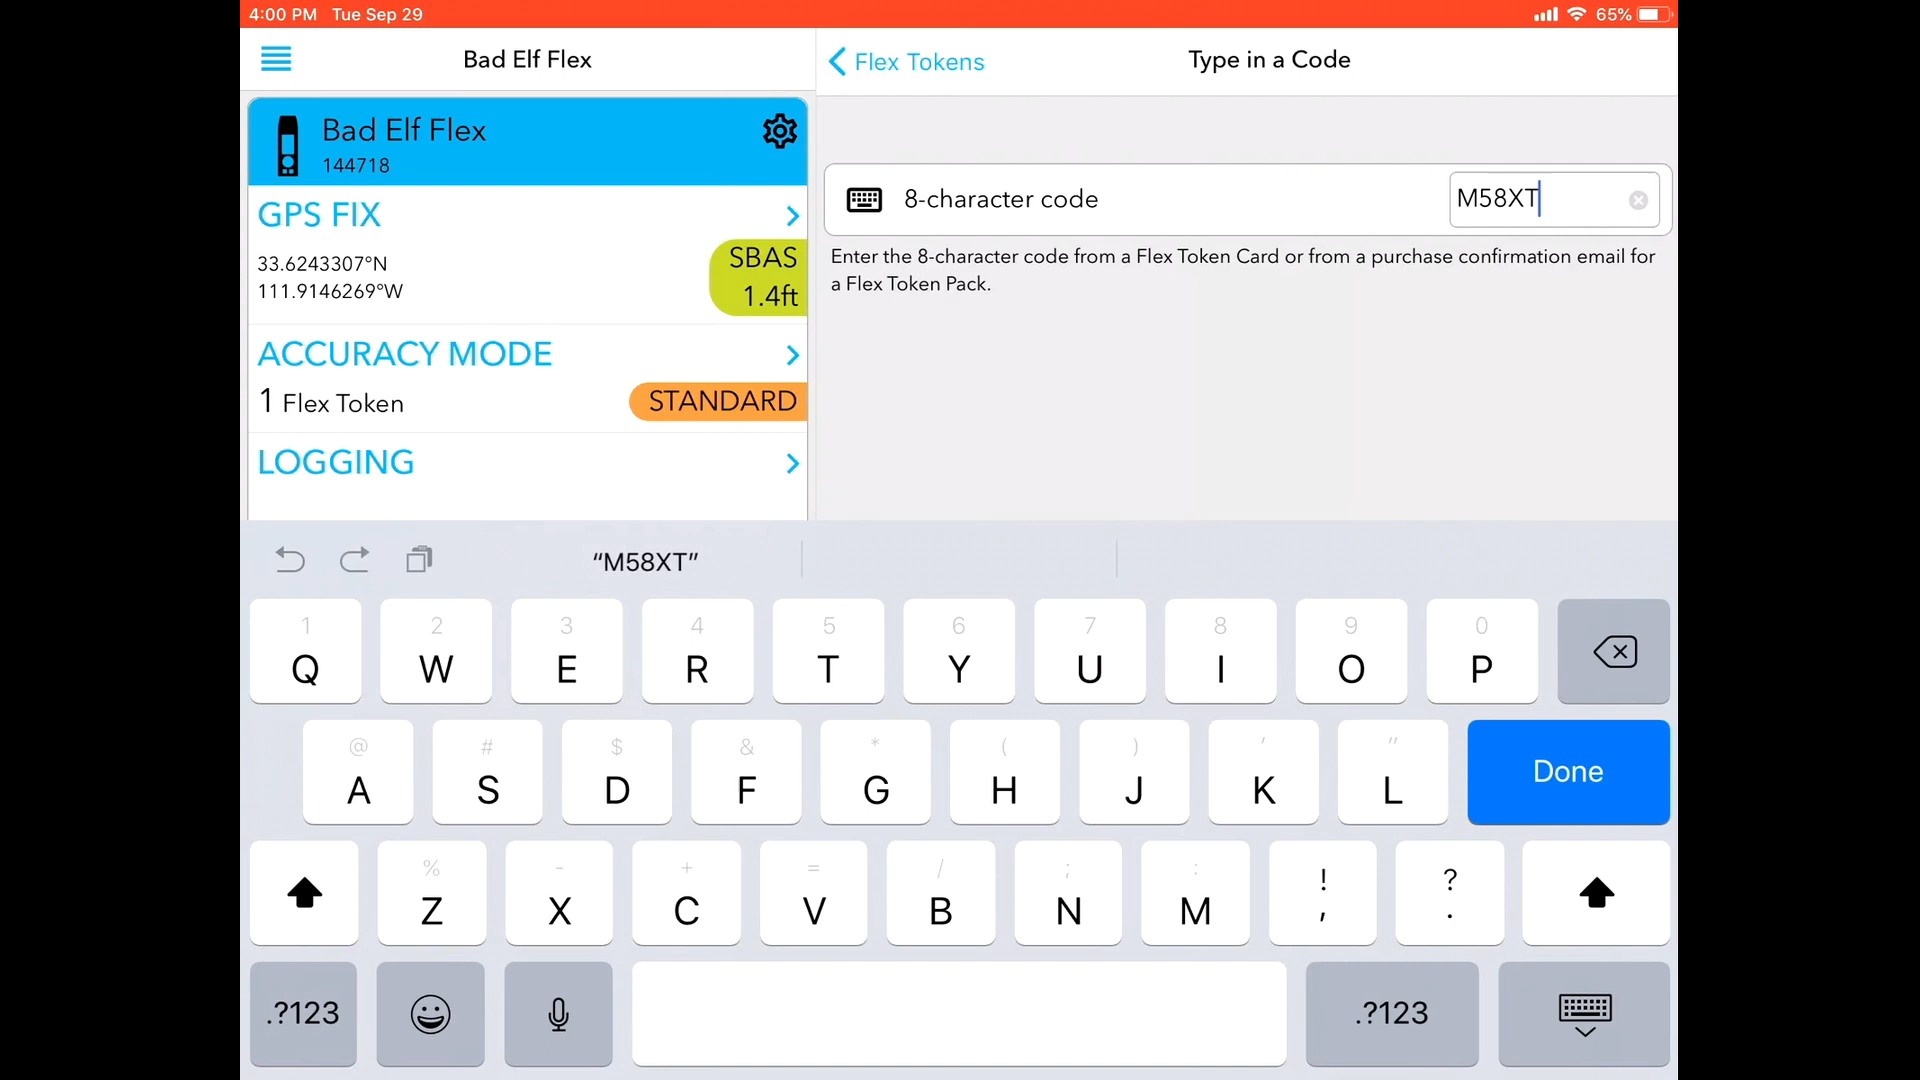 4:00 PM Tue Sep 29
65%
Bad Elf Flex
Flex Tokens
Type in a Code
Bad Elf Flex
144718
GPS FIX
33.6243307°N
111.9146269°W
SBAS
1.4ft
ACCURACY MODE
1 Flex Token
STANDARD
LOGGING
8-character code
M58XT
Enter the 8-character code from a Flex Token Card or from a purchase confirmation email for
a Flex Token Pack.
“M58XT”
1 2 3 4 5 6 7 8 9 0
Q W E R T Y U I O P
@ # $ & * ( ) ' "
A S D F G H J K L
Done
% - + = / ; : ! ?
Z X C V B N M , .
.?123
.?123